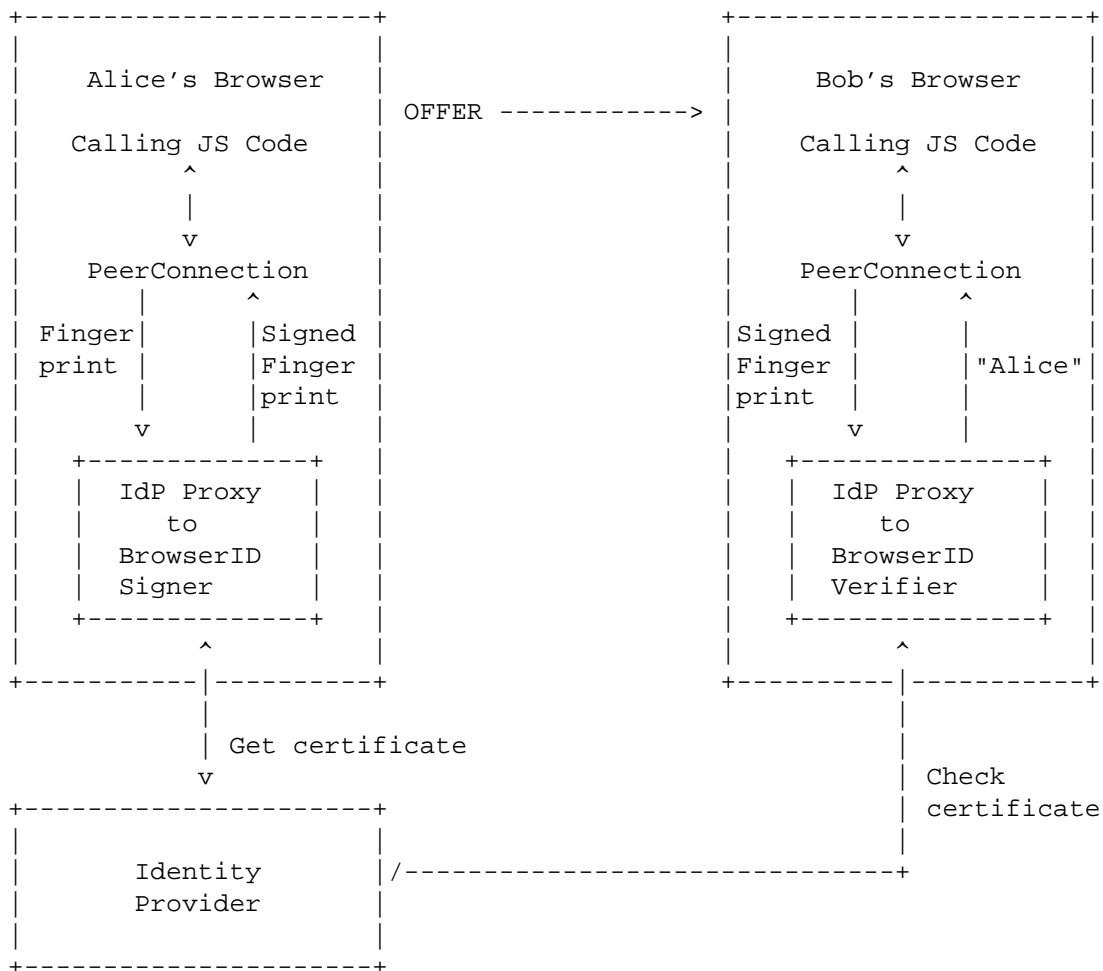 Alice's Browser Bob's Browser
OFFER ------------>
Calling JS Code Calling JS Code
PeerConnection PeerConnection
Finger Signed Signed
print Finger Finger "Alice"
print print
IdP Proxy IdP Proxy
to to
BrowserID BrowserID
Signer Verifier
Get certificate
Check
certificate
Identity
Provider